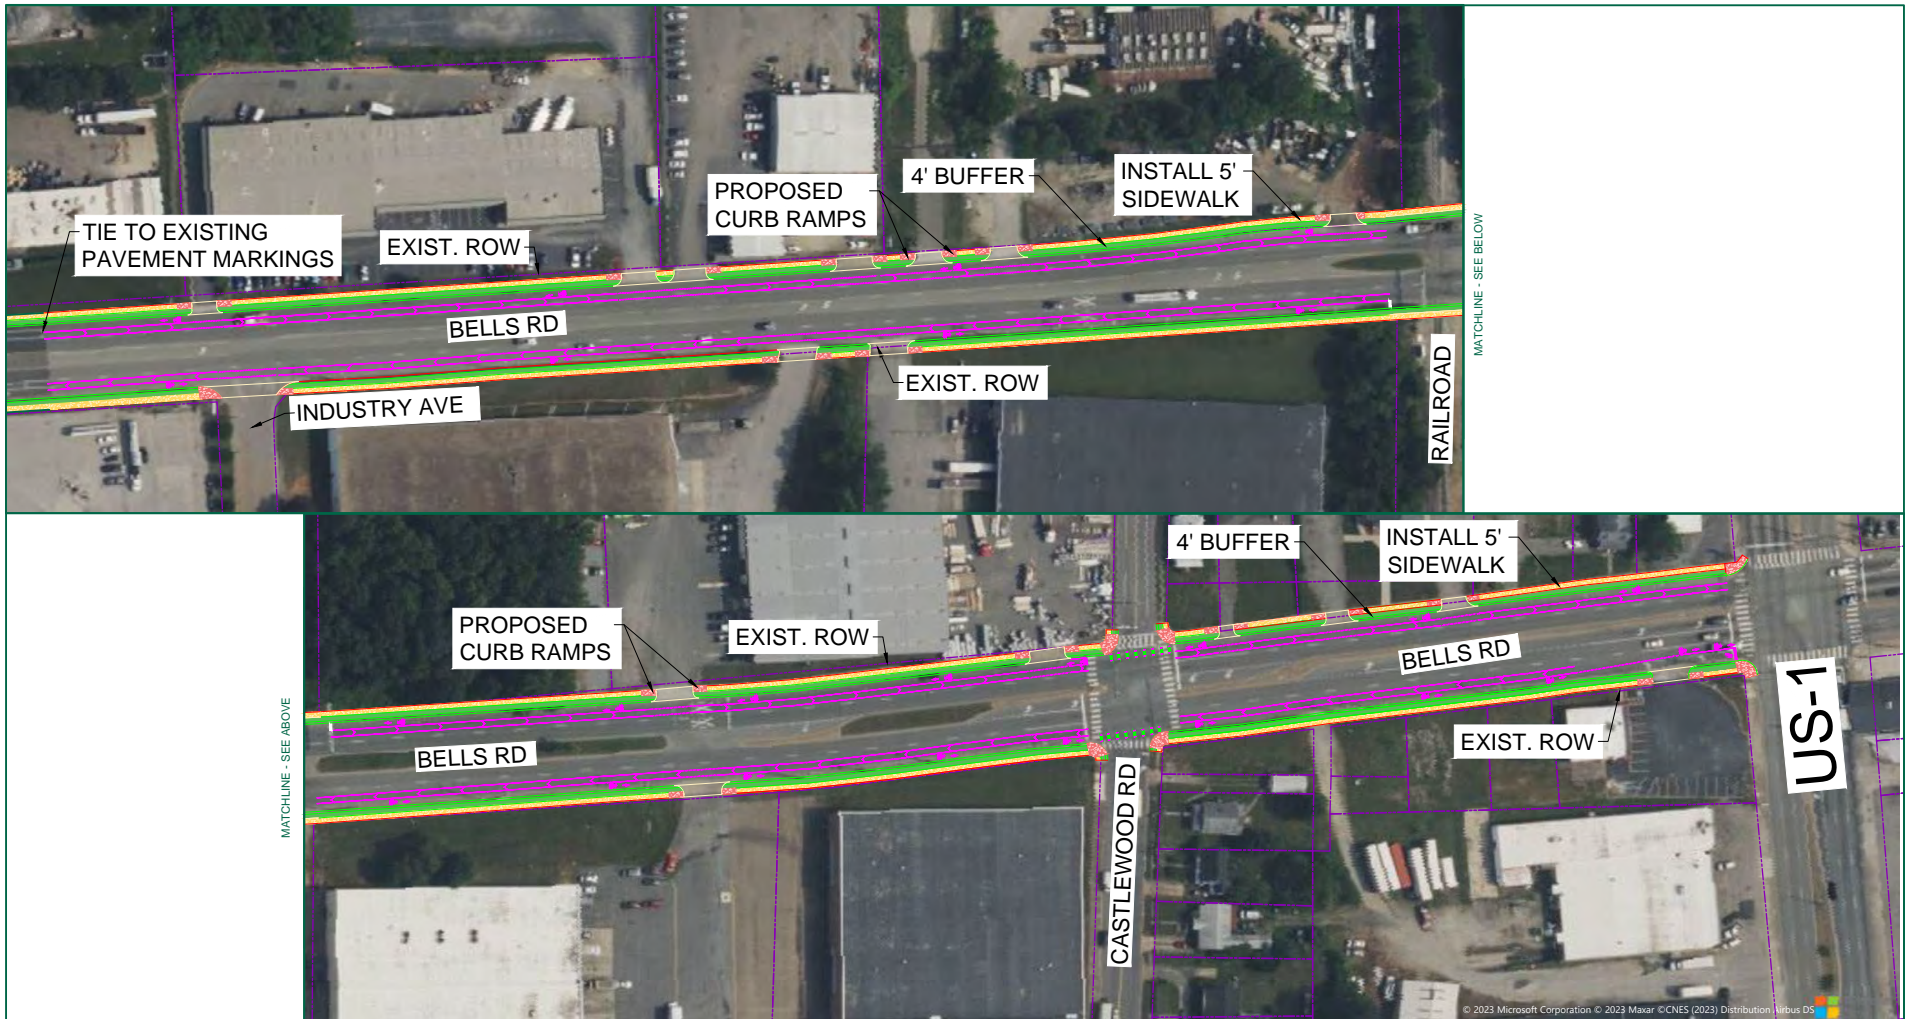 TIE TO EXISTING
PAVEMENT MARKINGS
EXIST. ROW
PROPOSED
CURB RAMPS
4' BUFFER
INSTALL 5'
SIDEWALK
BELLS RD
EXIST. ROW
INDUSTRY AVE
RAILROAD
MATCHLINE - SEE BELOW
MATCHLINE - SEE ABOVE
PROPOSED
CURB RAMPS
EXIST. ROW
4' BUFFER
INSTALL 5'
SIDEWALK
BELLS RD
BELLS RD
EXIST. ROW
CASTLEWOOD RD
US-1
© 2023 Microsoft Corporation © 2023 Maxar ©CNES (2023) Distribution Airbus DS